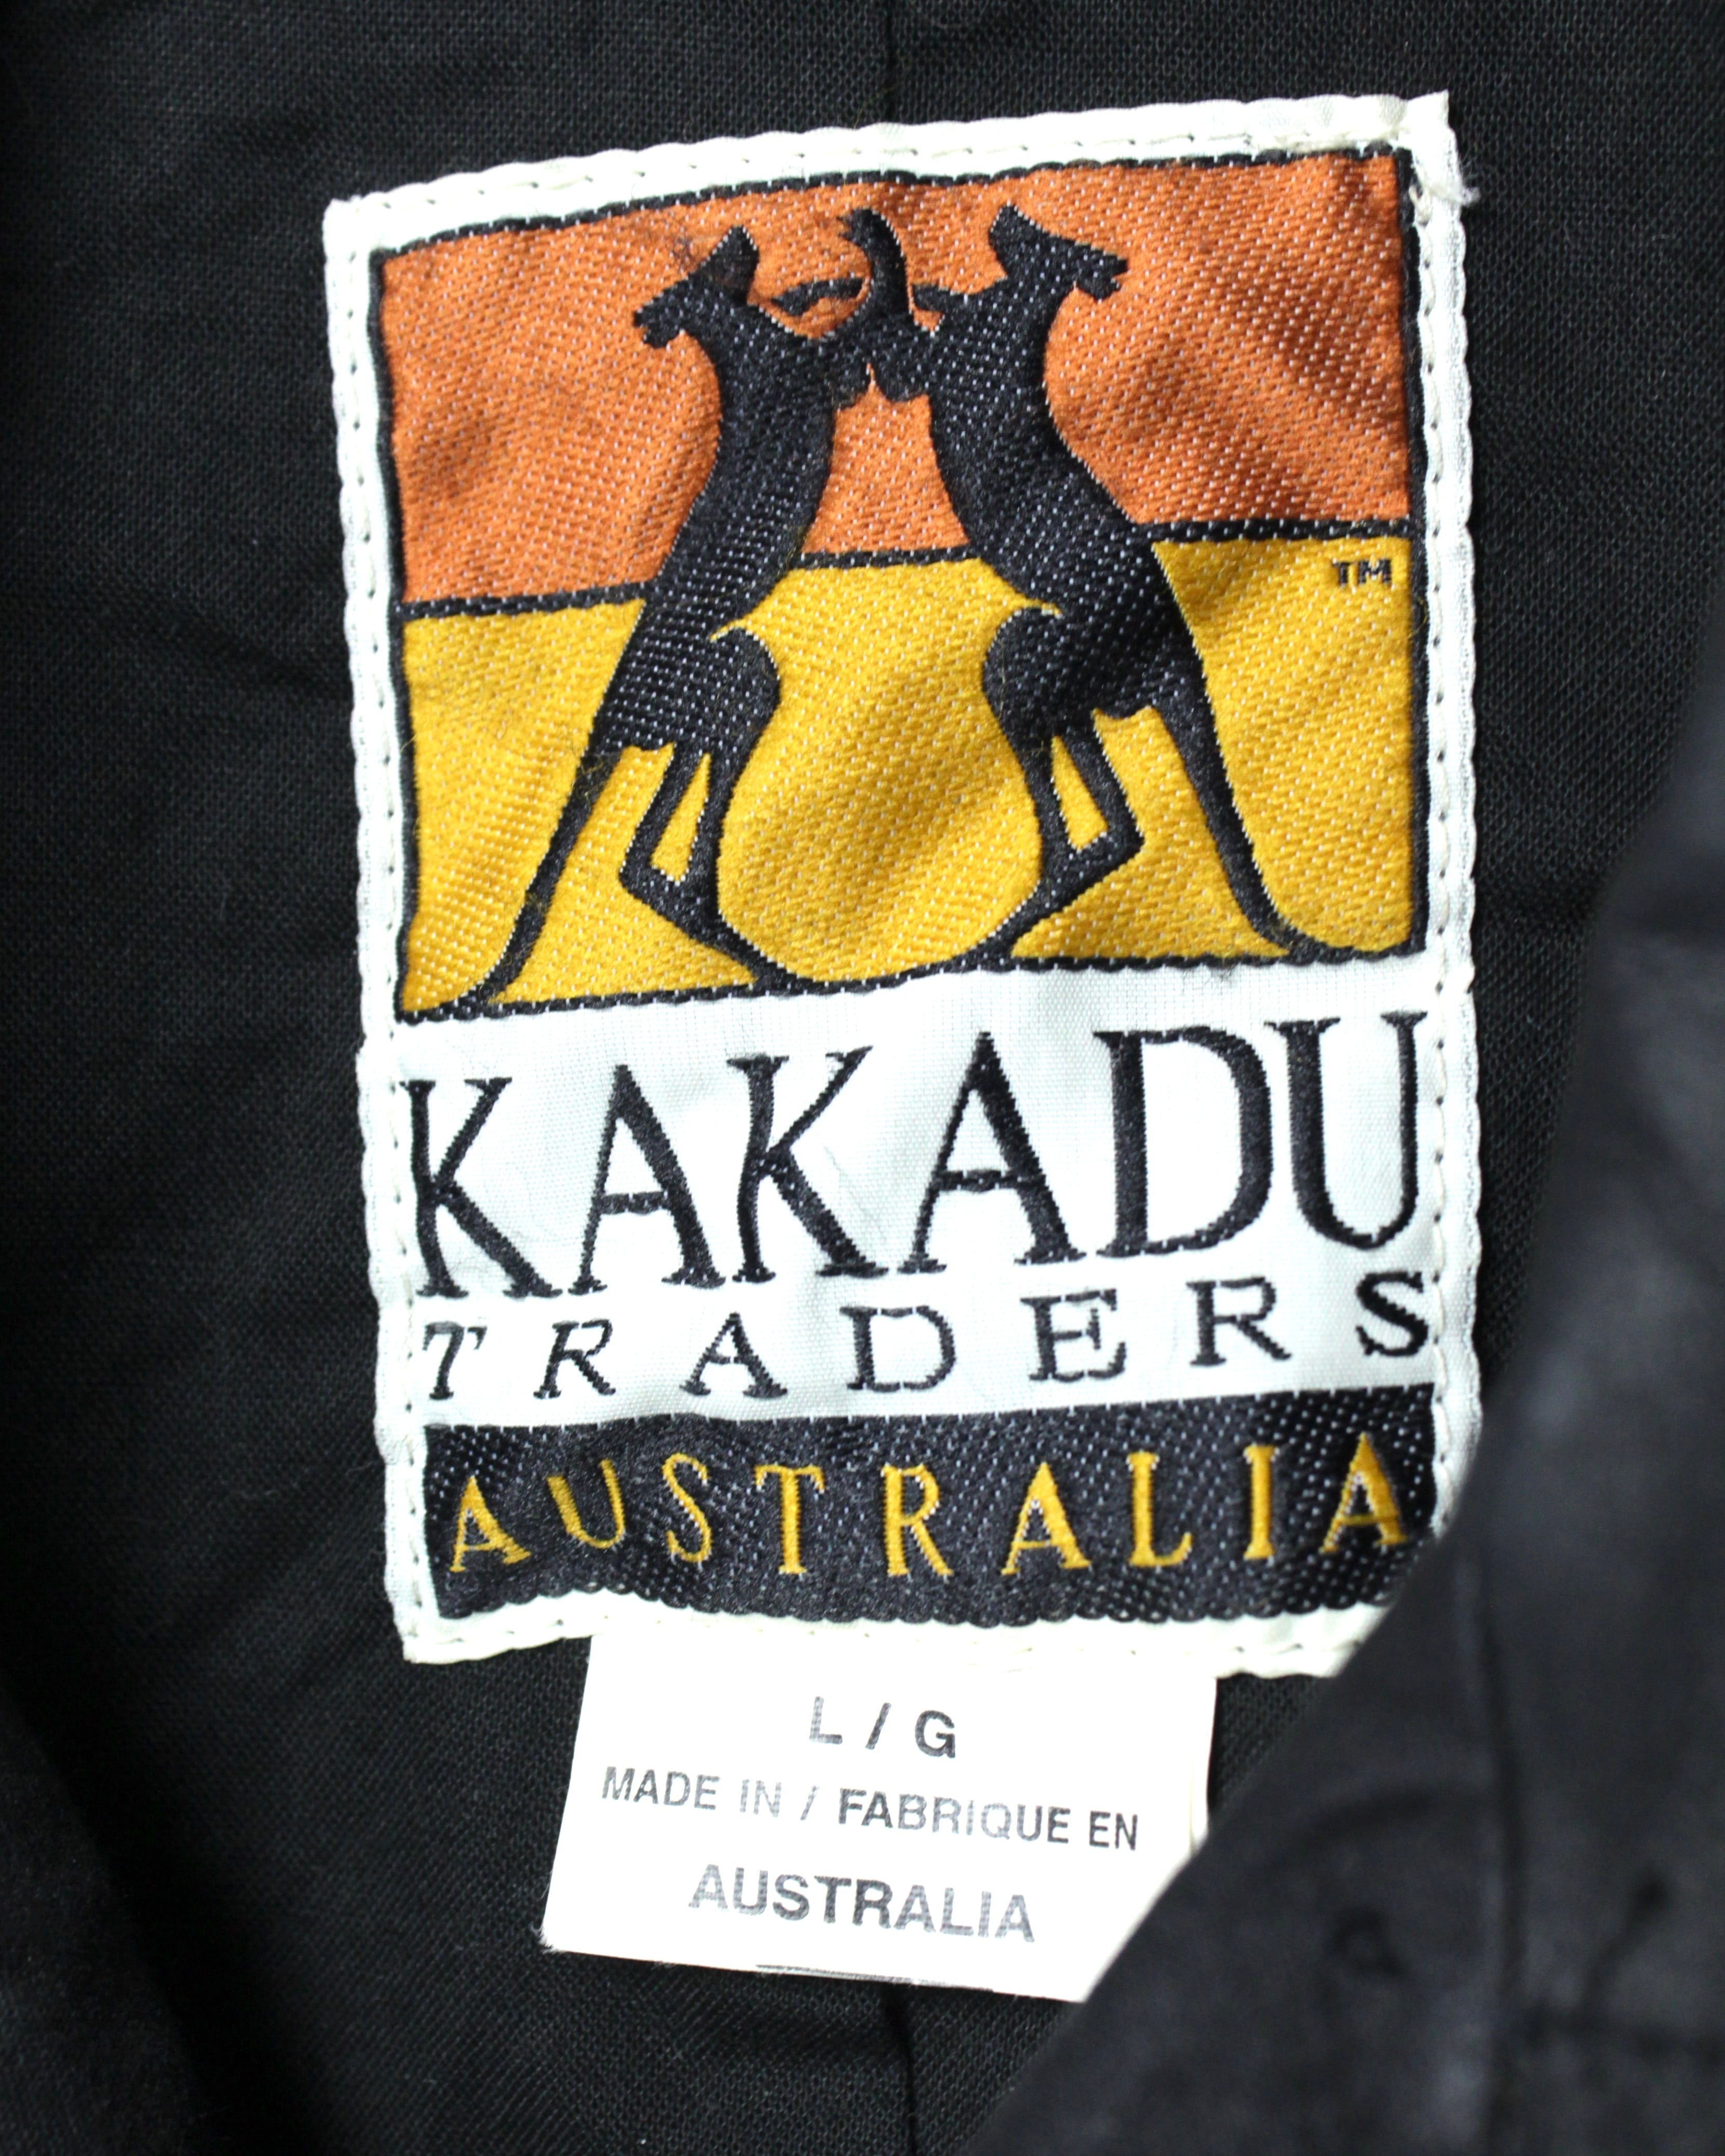 TM
KAKADU
TRADERS
AUSTRALIA
L / G
MADE IN / FABRIQUE EN
AUSTRALIA